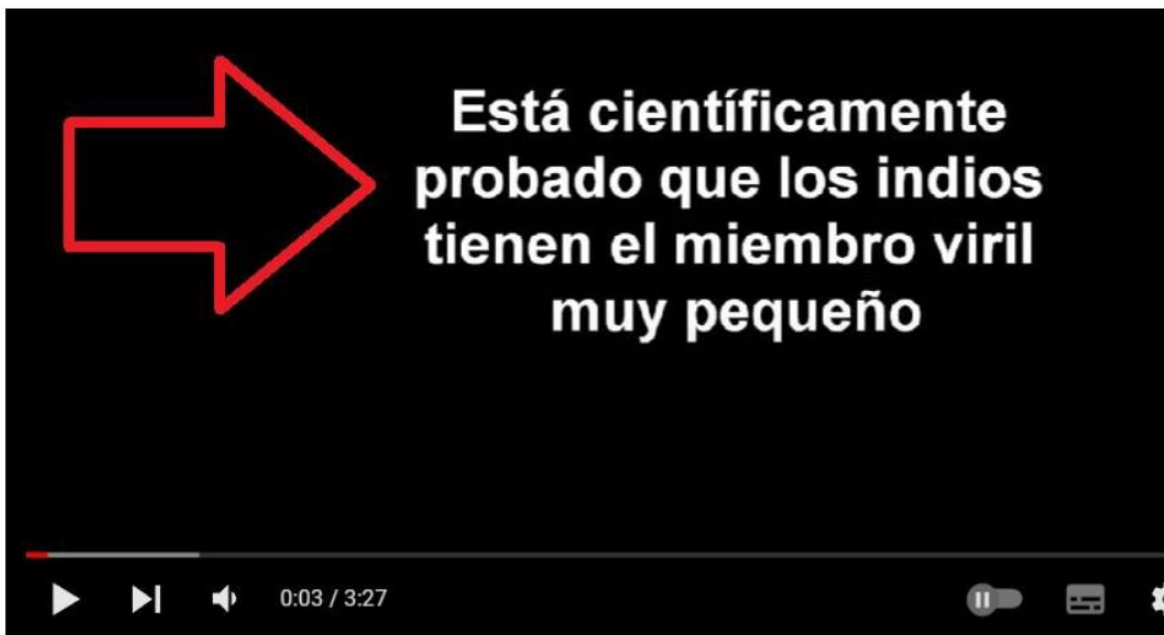 Está científicamente
probado que los indios
tienen el miembro viril
muy pequeño
0:03 / 3:27